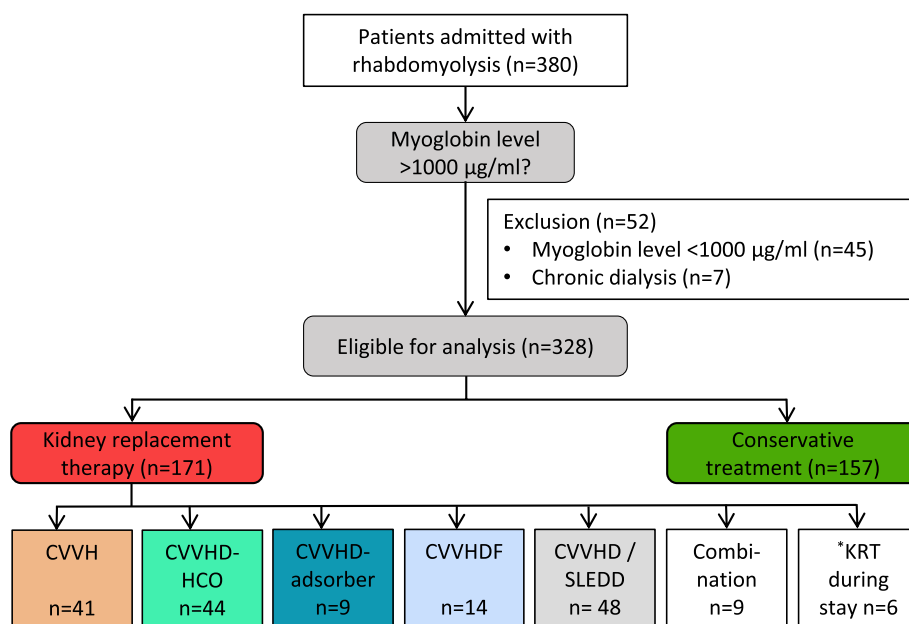 Patients admitted with
rhabdomyolysis (n=380)
Myoglobin level
>1000 µg/ml?
Exclusion (n=52)
• Myoglobin level <1000 µg/ml (n=45)
• Chronic dialysis (n=7)
Eligible for analysis (n=328)
Kidney replacement
therapy (n=171)
Conservative
treatment (n=157)
CVVH
n=41
CVVHD-
HCO
n=44
CVVHD-
adsorber
n=9
CVVHDF
n=14
CVVHD /
SLEDD
n= 48
Combi-
nation
n=9
*KRT
during
stay n=6